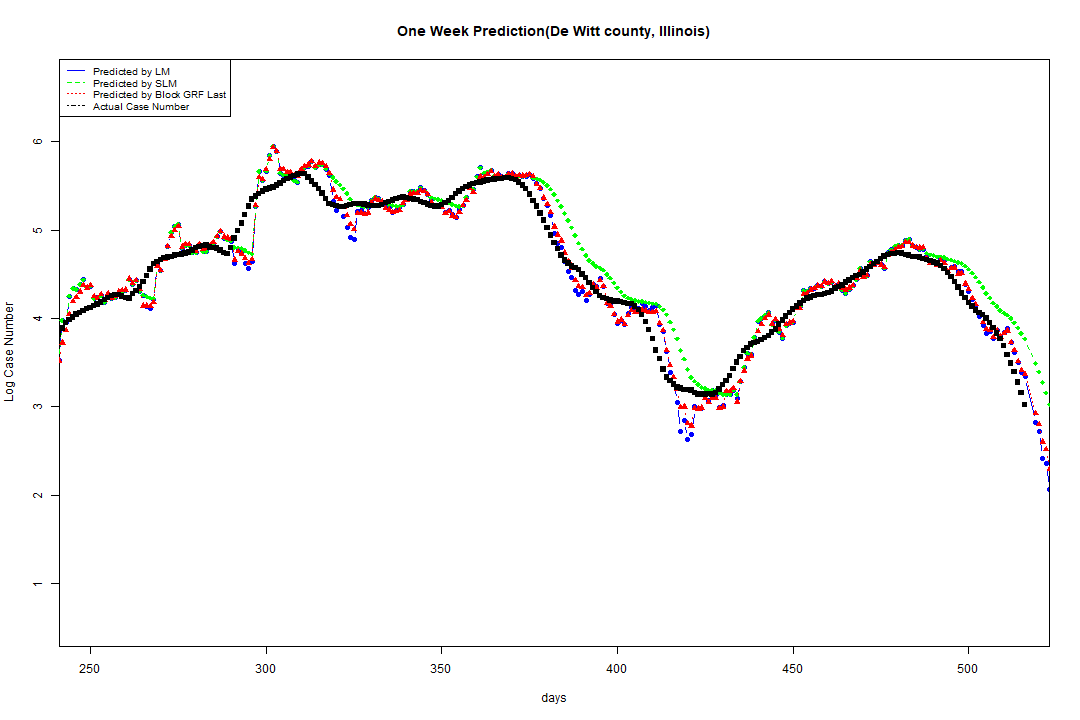 One Week Prediction(De Witt county, Illinois)
Predicted by LM
Predicted by SLM
Predicted by Block GRF Last
Actual Case Number
Log Case Number
6
5
4
3
2
1
250 300 350 400 450 500
days